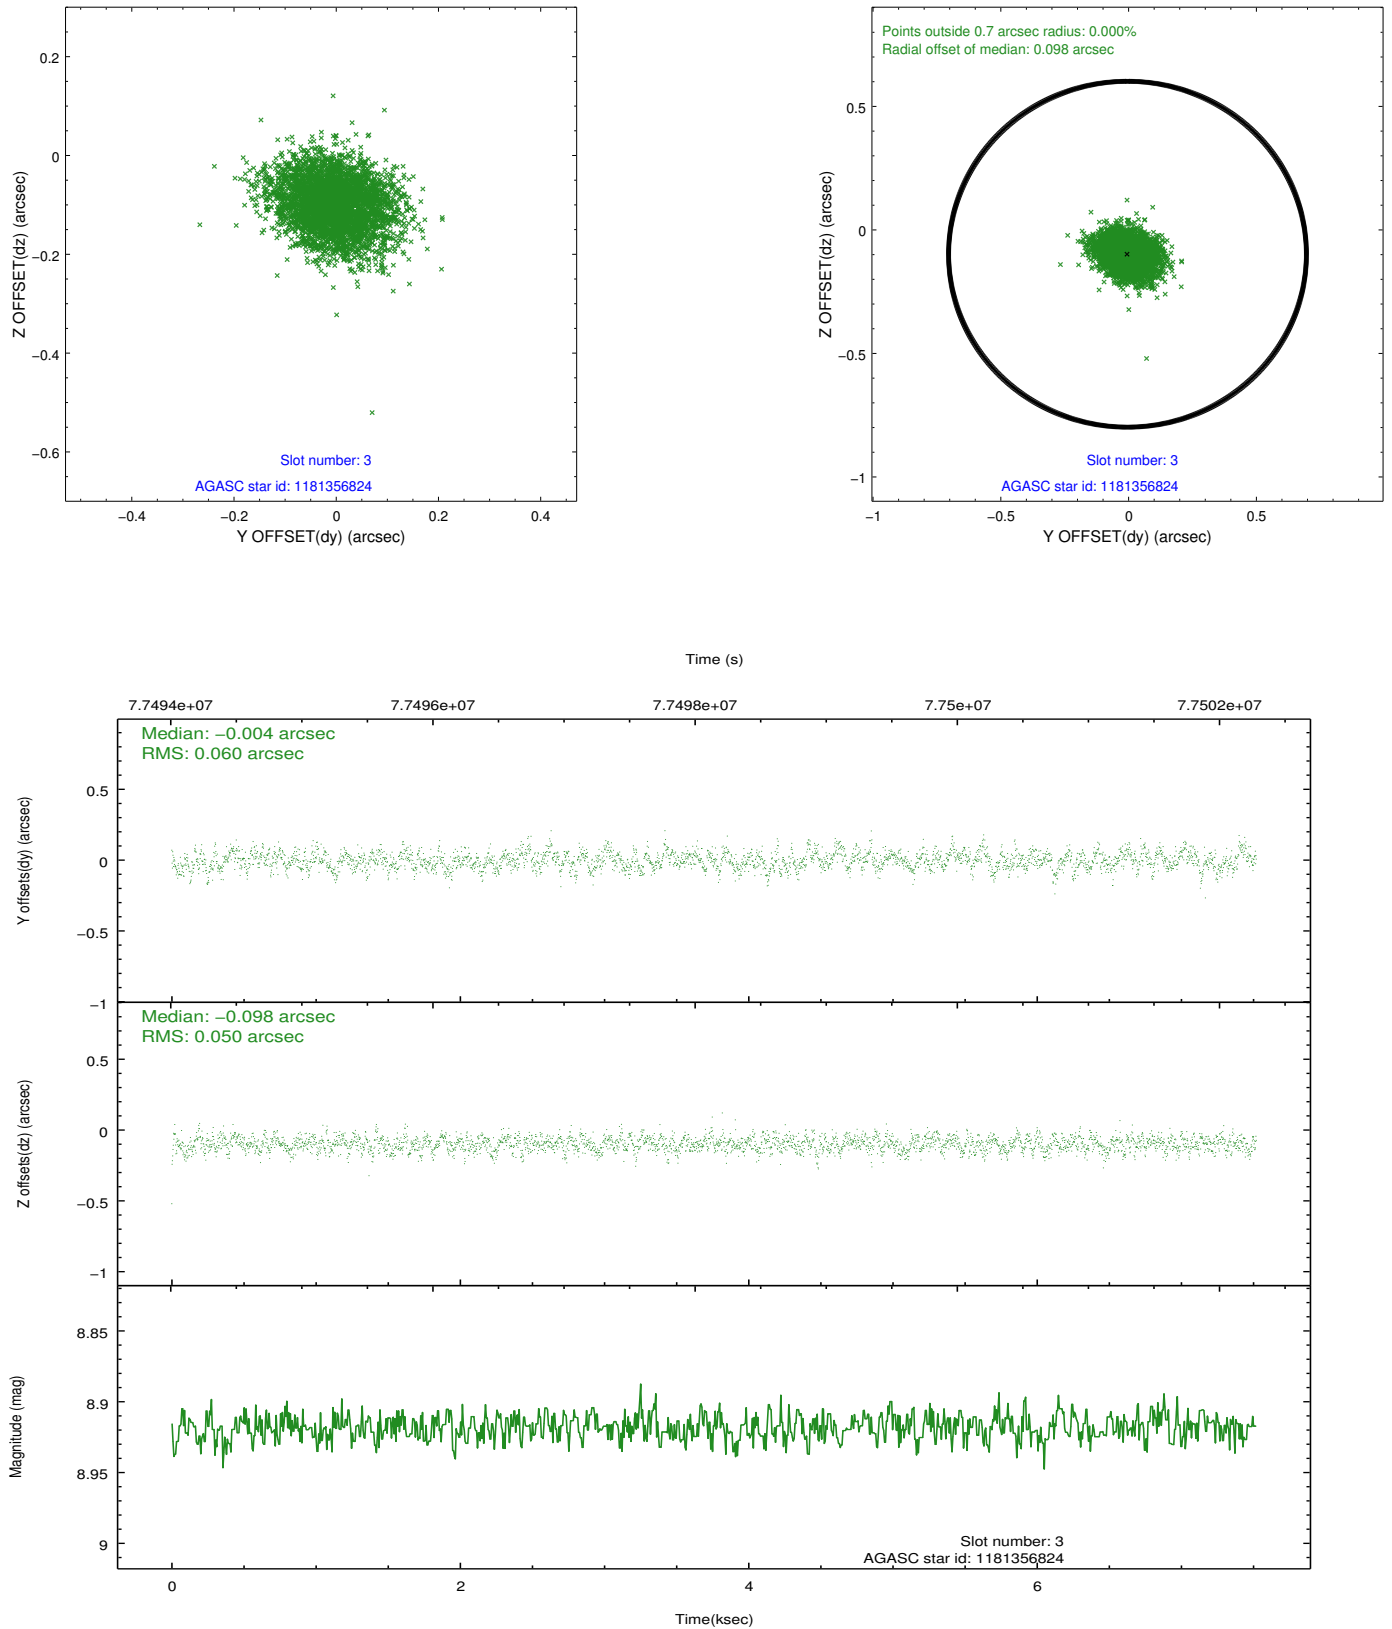 0.2
0
−0.2
−0.4
−0.6
Z OFFSET(dz) (arcsec)
Slot number: 3
AGASC star id: 1181356824
−0.4
−0.2
0
0.2
0.4
Y OFFSET(dy) (arcsec)
Points outside 0.7 arcsec radius: 0.000%
Radial offset of median: 0.098 arcsec
0.5
0
−0.5
−1
Z OFFSET(dz) (arcsec)
Slot number: 3
AGASC star id: 1181356824
−1
−0.5
0
0.5
Y OFFSET(dy) (arcsec)
Time (s)
7.7494e+07
7.7496e+07
7.7498e+07
7.75e+07
7.7502e+07
Median: −0.004 arcsec
RMS: 0.060 arcsec
0.5
0
−0.5
−1
Y offsets(dy) (arcsec)
Median: −0.098 arcsec
RMS: 0.050 arcsec
0.5
0
−0.5
−1
Z offsets(dz) (arcsec)
8.85
8.9
8.95
9
Magnitude (mag)
Slot number: 3
AGASC star id: 1181356824
0
2
4
6
Time(ksec)